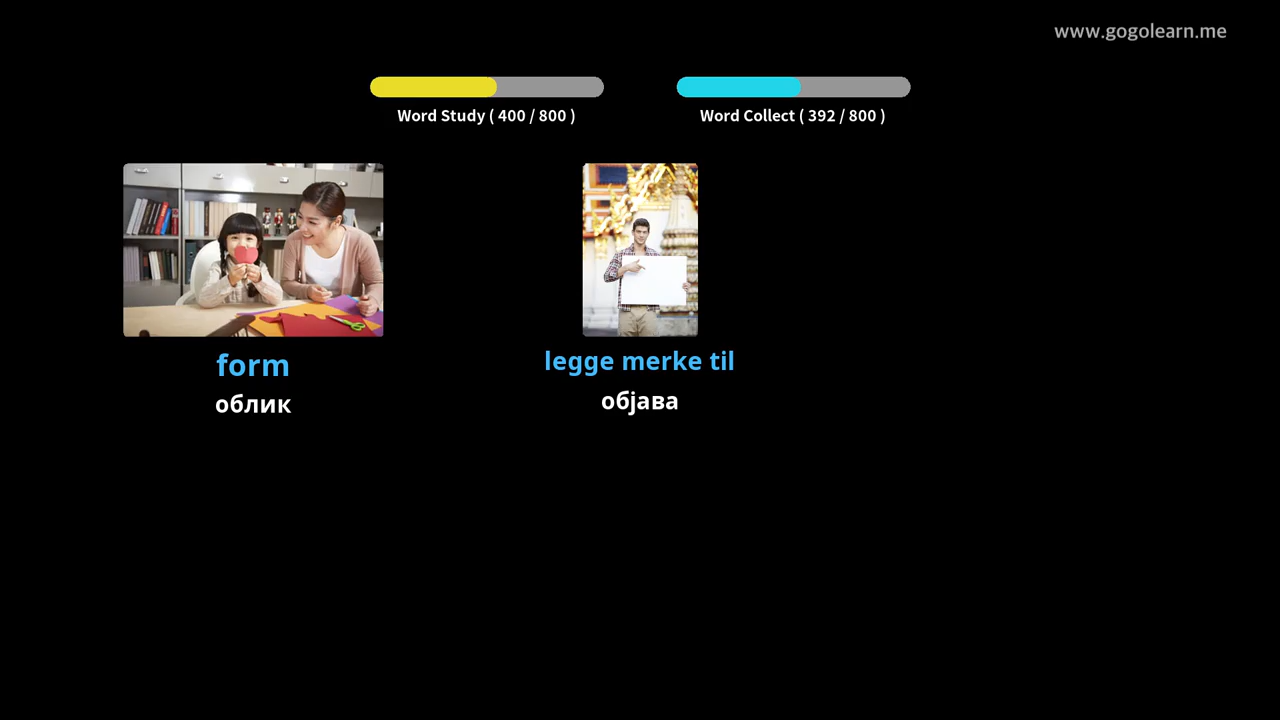 www.gogolearn.me
Word Study ( 400 / 800 )
Word Collect ( 392 / 800 )
form
облик
legge merke til
објава